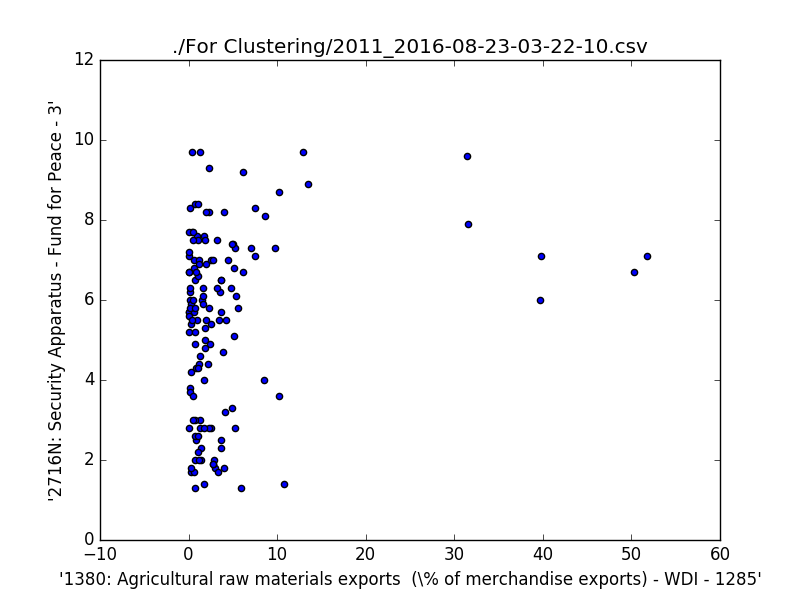 ./For Clustering/2011_2016-08-23-03-22-10.csv
'2716N: Security Apparatus - Fund for Peace - 3'
12
10
8
6
4
2
0
−10 0 10 20 30 40 50 60
'1380: Agricultural raw materials exports  (\% of merchandise exports) - WDI - 1285'